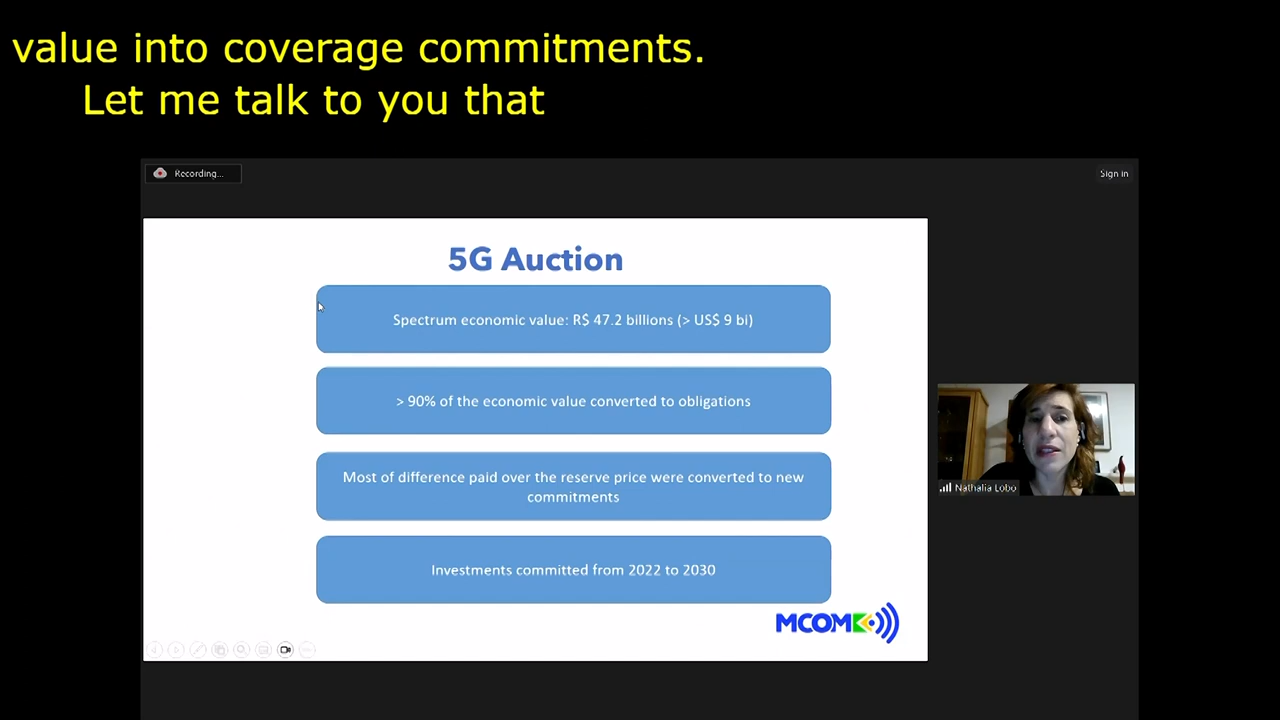 value into coverage commitments.
Let me talk to you that
Recording...
Sign in
5G Auction
Spectrum economic value: R$ 47.2 billions (> US$ 9 bi)
> 90% of the economic value converted to obligations
Most of difference paid over the reserve price were converted to new
commitments
Investments committed from 2022 to 2030
Nathalia Lobo
MCOM